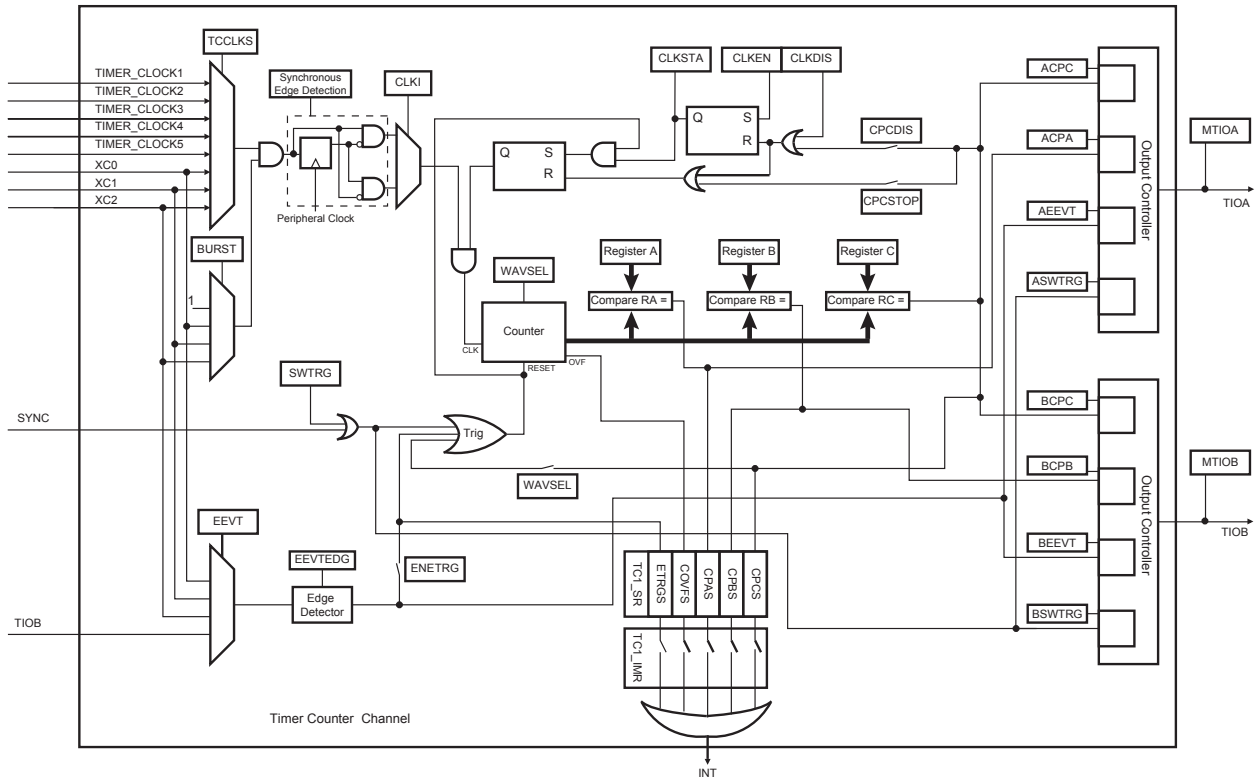 TCCLKS
TIMER_CLOCK1
TIMER_CLOCK2
TIMER_CLOCK3
TIMER_CLOCK4
TIMER_CLOCK5
XC0
XC1
XC2
Synchronous
Edge Detection
CLKI
Peripheral Clock
BURST
1
CLKSTA
CLKEN
CLKDIS
Q
S
R
Q
S
R
CPCDIS
CPCSTOP
Register A
Register B
Register C
Compare RA =
Compare RB =
Compare RC =
WAVSEL
Counter
CLK
RESET
OVF
SWTRG
SYNC
Trig
WAVSEL
EEVT
EEVTEDG
Edge
Detector
ENETRG
TIOB
TC1_SR
ETRGS
COVFS
CPAS
CPBS
CPCS
TC1_IMR
INT
ACPC
ACPA
AEEVT
ASWTRG
Output Controller
MTIOA
TIOA
BCPC
BCPB
BEEVT
BSWTRG
Output Controller
MTIOB
TIOB
Timer Counter Channel